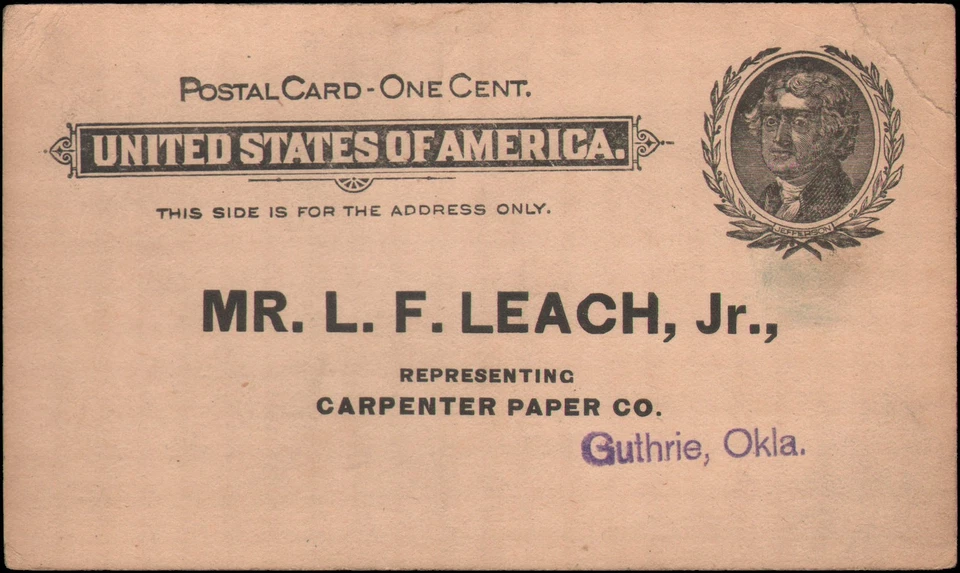 POSTAL CARD - ONE CENT.
UNITED STATES OF AMERICA.
THIS SIDE IS FOR THE ADDRESS ONLY.
JEFFERSON
MR. L. F. LEACH, Jr.,
REPRESENTING
CARPENTER PAPER CO.
Guthrie, Okla.